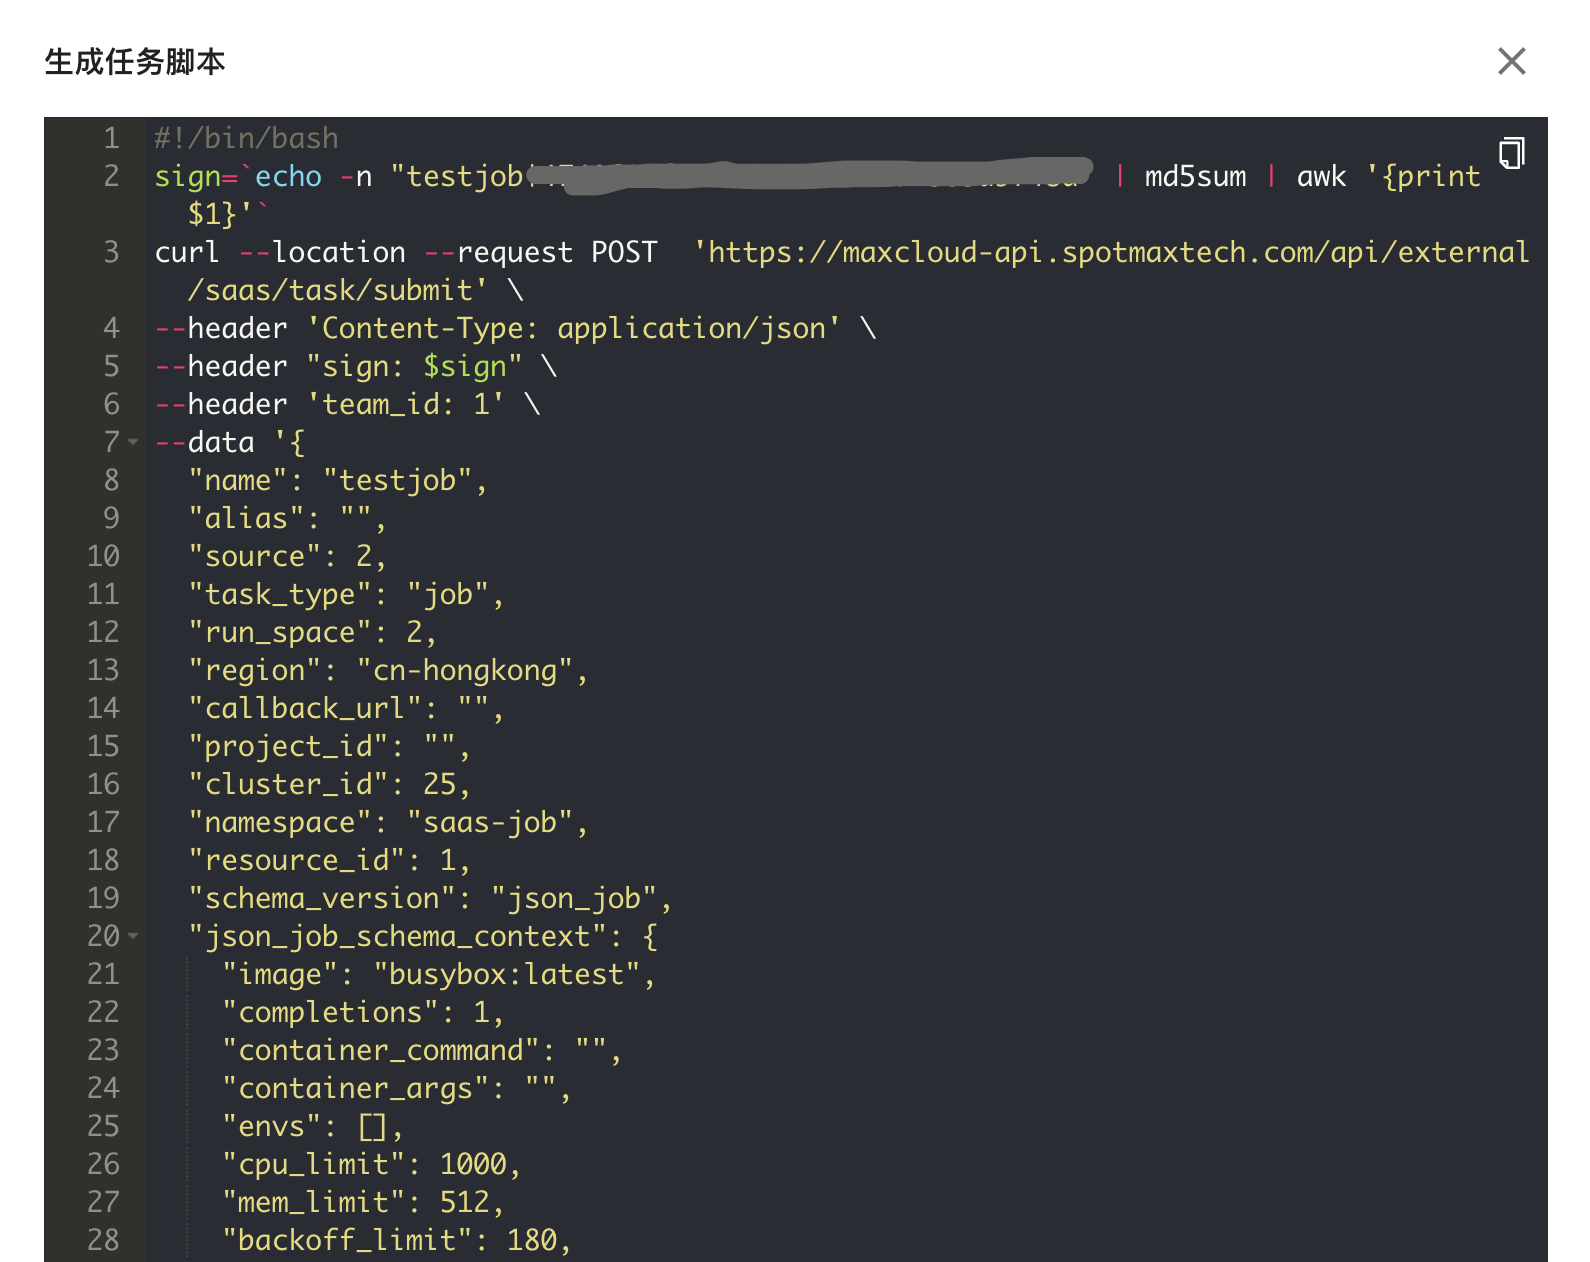 生成任务脚本
1 #!/bin/bash
2 sign=`echo -n "testjob | md5sum | awk '{print
$1}'`
3 curl --location --request POST  'https://maxcloud-api.spotmaxtech.com/api/external
/saas/task/submit' \
4 --header 'Content-Type: application/json' \
5 --header "sign: $sign" \
6 --header 'team_id: 1' \
7 --data '{
8 "name": "testjob",
9 "alias": "",
10 "source": 2,
11 "task_type": "job",
12 "run_space": 2,
13 "region": "cn-hongkong",
14 "callback_url": "",
15 "project_id": "",
16 "cluster_id": 25,
17 "namespace": "saas-job",
18 "resource_id": 1,
19 "schema_version": "json_job",
20 "json_job_schema_context": {
21 "image": "busybox:latest",
22 "completions": 1,
23 "container_command": "",
24 "container_args": "",
25 "envs": [],
26 "cpu_limit": 1000,
27 "mem_limit": 512,
28 "backoff_limit": 180,